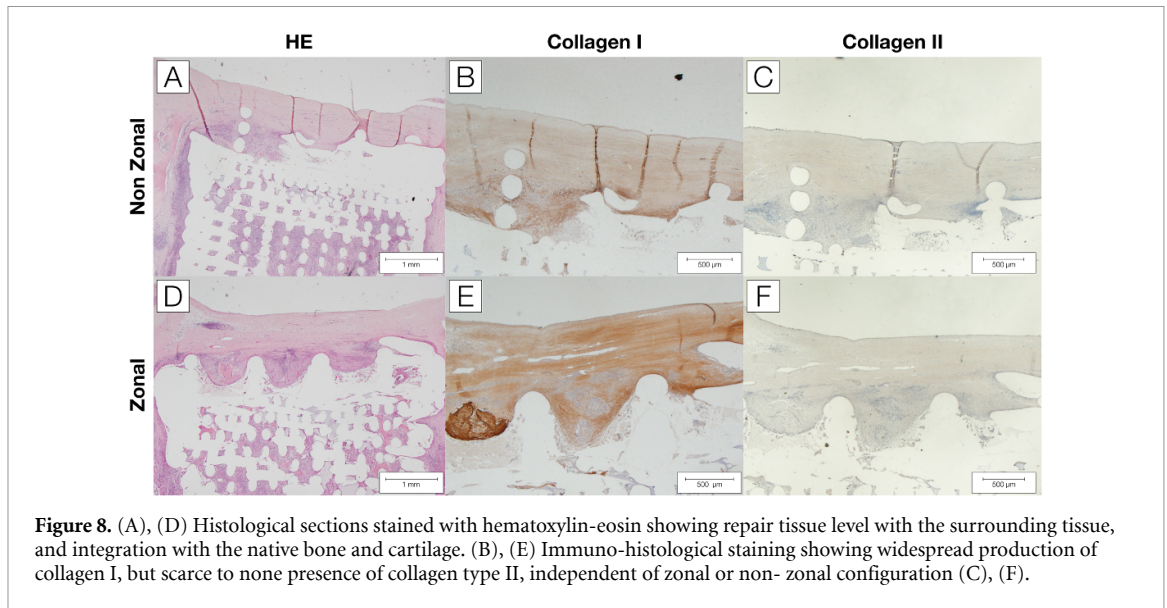 HE
Collagen I
Collagen II
Non Zonal
A
1 mm
B
500 µm
C
500 µm
Zonal
D
1 mm
E
500 µm
F
500 µm
Figure 8. (A), (D) Histological sections stained with hematoxylin-eosin showing repair tissue level with the surrounding tissue,
and integration with the native bone and cartilage. (B), (E) Immuno-histological staining showing widespread production of
collagen I, but scarce to none presence of collagen type II, independent of zonal or non- zonal configuration (C), (F).